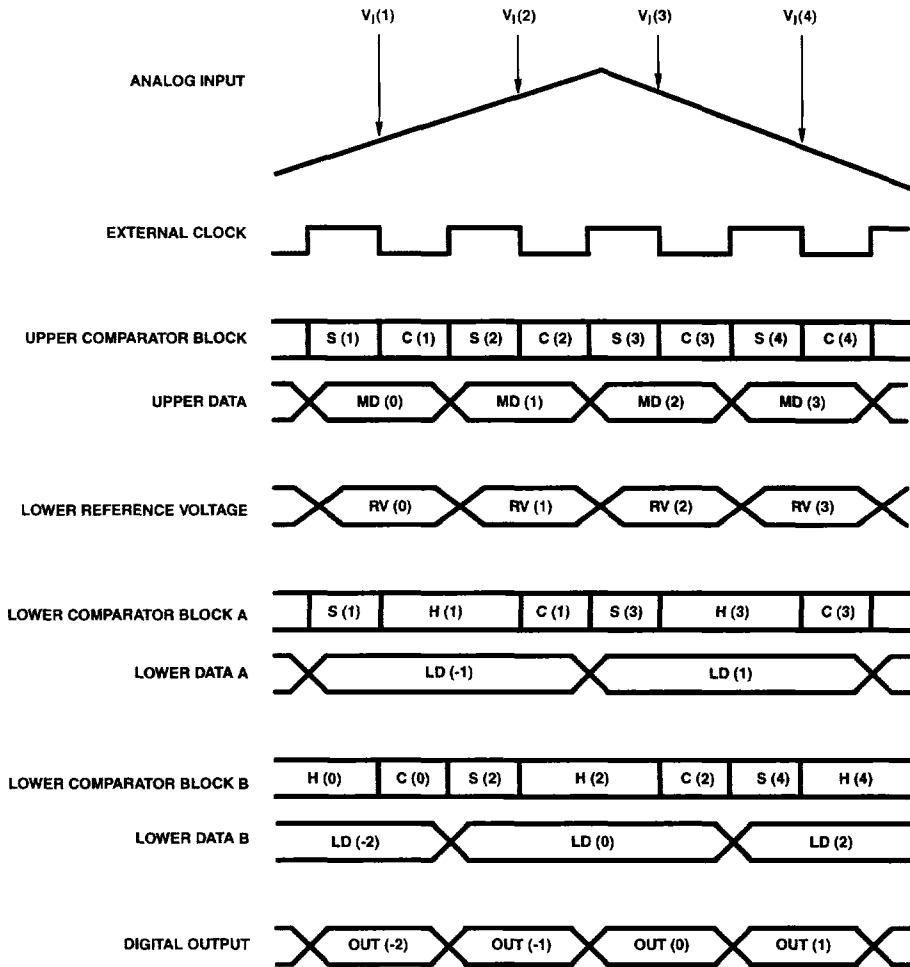 V_I(1) V_I(2) V_I(3) V_I(4)
ANALOG INPUT
EXTERNAL CLOCK
UPPER COMPARATOR BLOCK S (1) C (1) S (2) C (2) S (3) C (3) S (4) C (4)
UPPER DATA MD (0) MD (1) MD (2) MD (3)
LOWER REFERENCE VOLTAGE RV (0) RV (1) RV (2) RV (3)
LOWER COMPARATOR BLOCK A S (1) H (1) C (1) S (3) H (3) C (3)
LOWER DATA A LD (-1) LD (1)
LOWER COMPARATOR BLOCK B H (0) C (0) S (2) H (2) C (2) S (4) H (4)
LOWER DATA B LD (-2) LD (0) LD (2)
DIGITAL OUTPUT OUT (-2) OUT (-1) OUT (0) OUT (1)